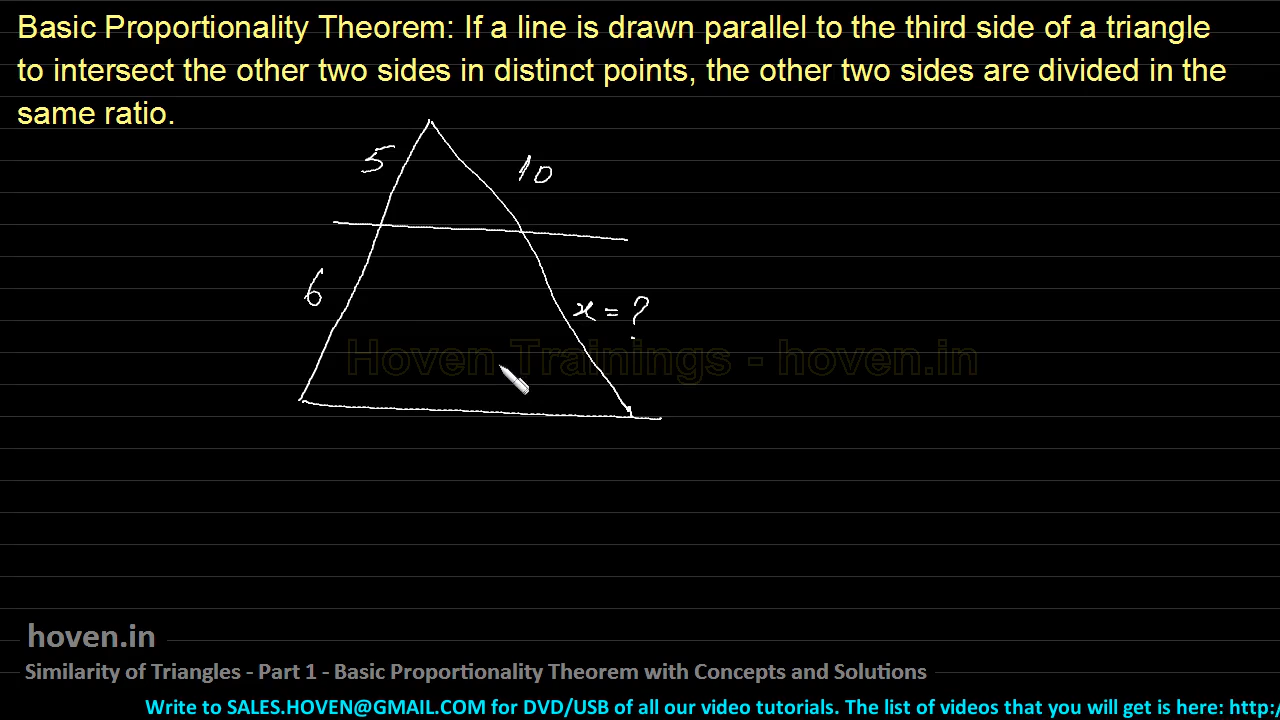 Basic Proportionality Theorem: If a line is drawn parallel to the third side of a triangle
to intersect the other two sides in distinct points, the other two sides are divided in the
same ratio.
5
10
6
x = ?
Hoven Trainings - hoven.in
hoven.in
Similarity of Triangles - Part 1 - Basic Proportionality Theorem with Concepts and Solutions
Write to SALES.HOVEN@GMAIL.COM for DVD/USB of all our video tutorials. The list of videos that you will get is here: http:/